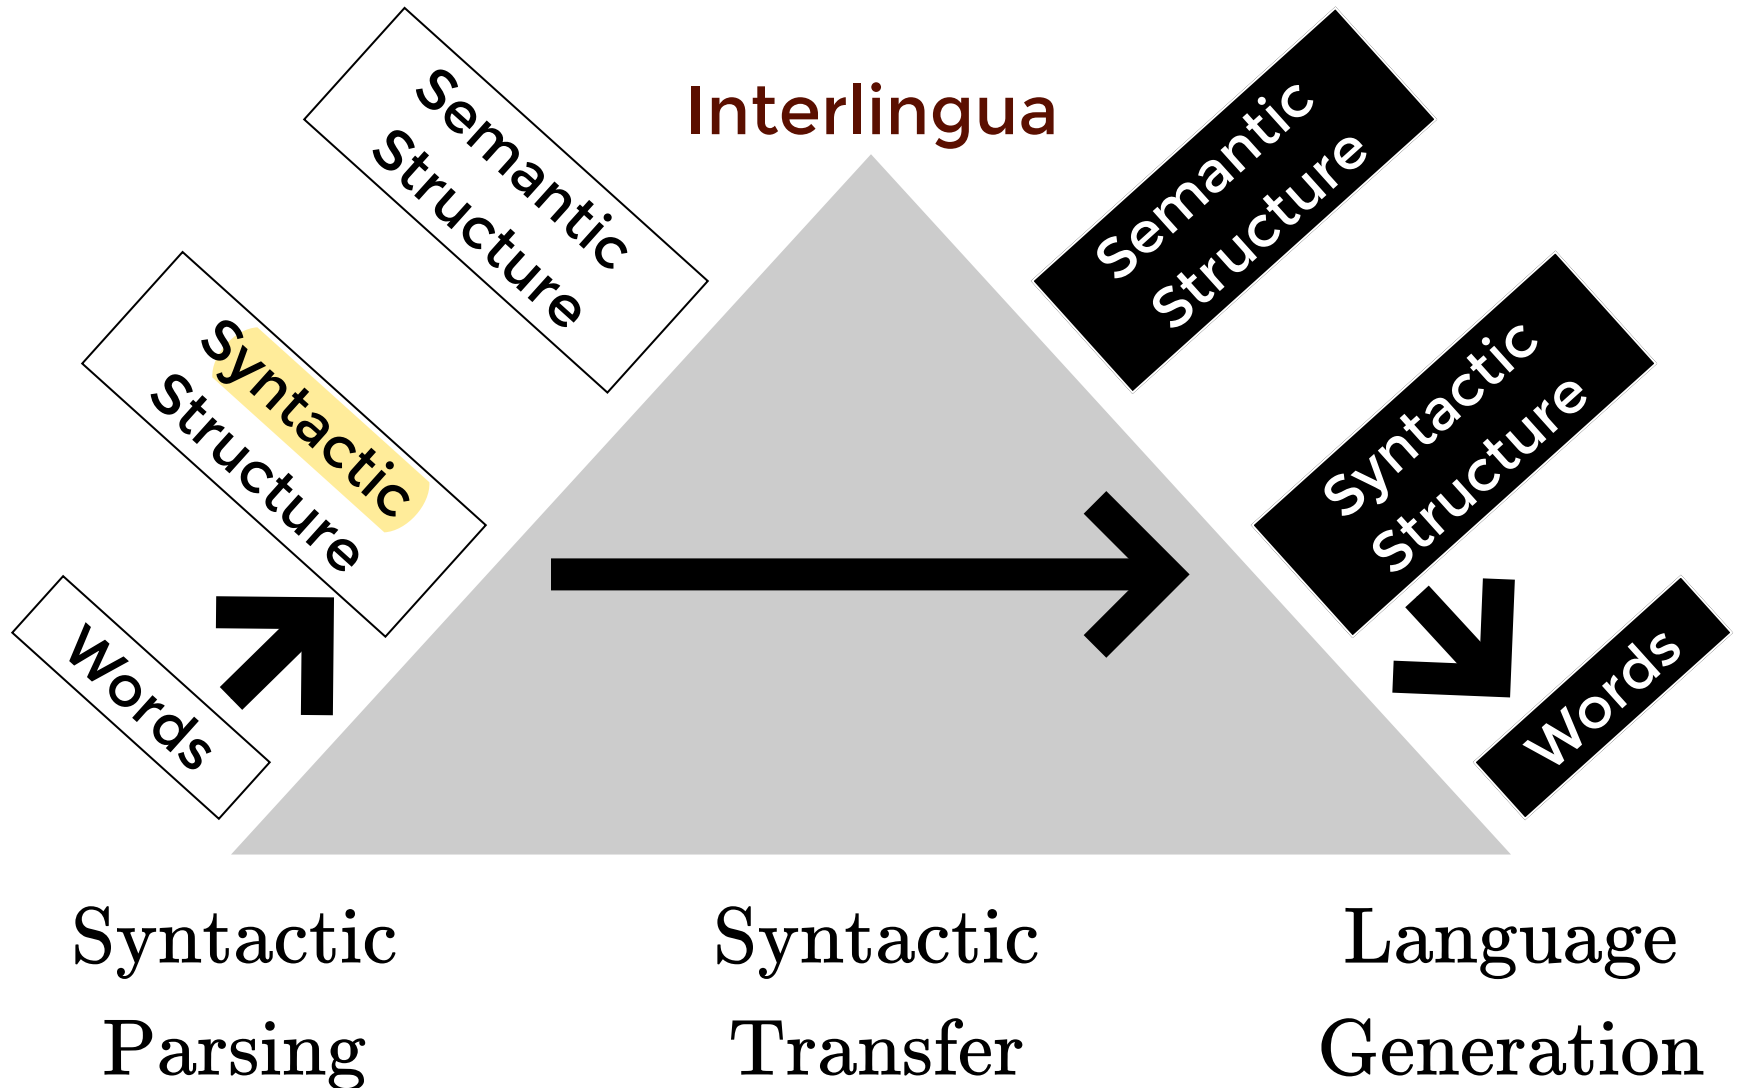 Interlingua
Semantic
Structure
Syntactic
Structure
Words
Semantic
Structure
Syntactic
Structure
Words
Syntactic
Parsing
Syntactic
Transfer
Language
Generation